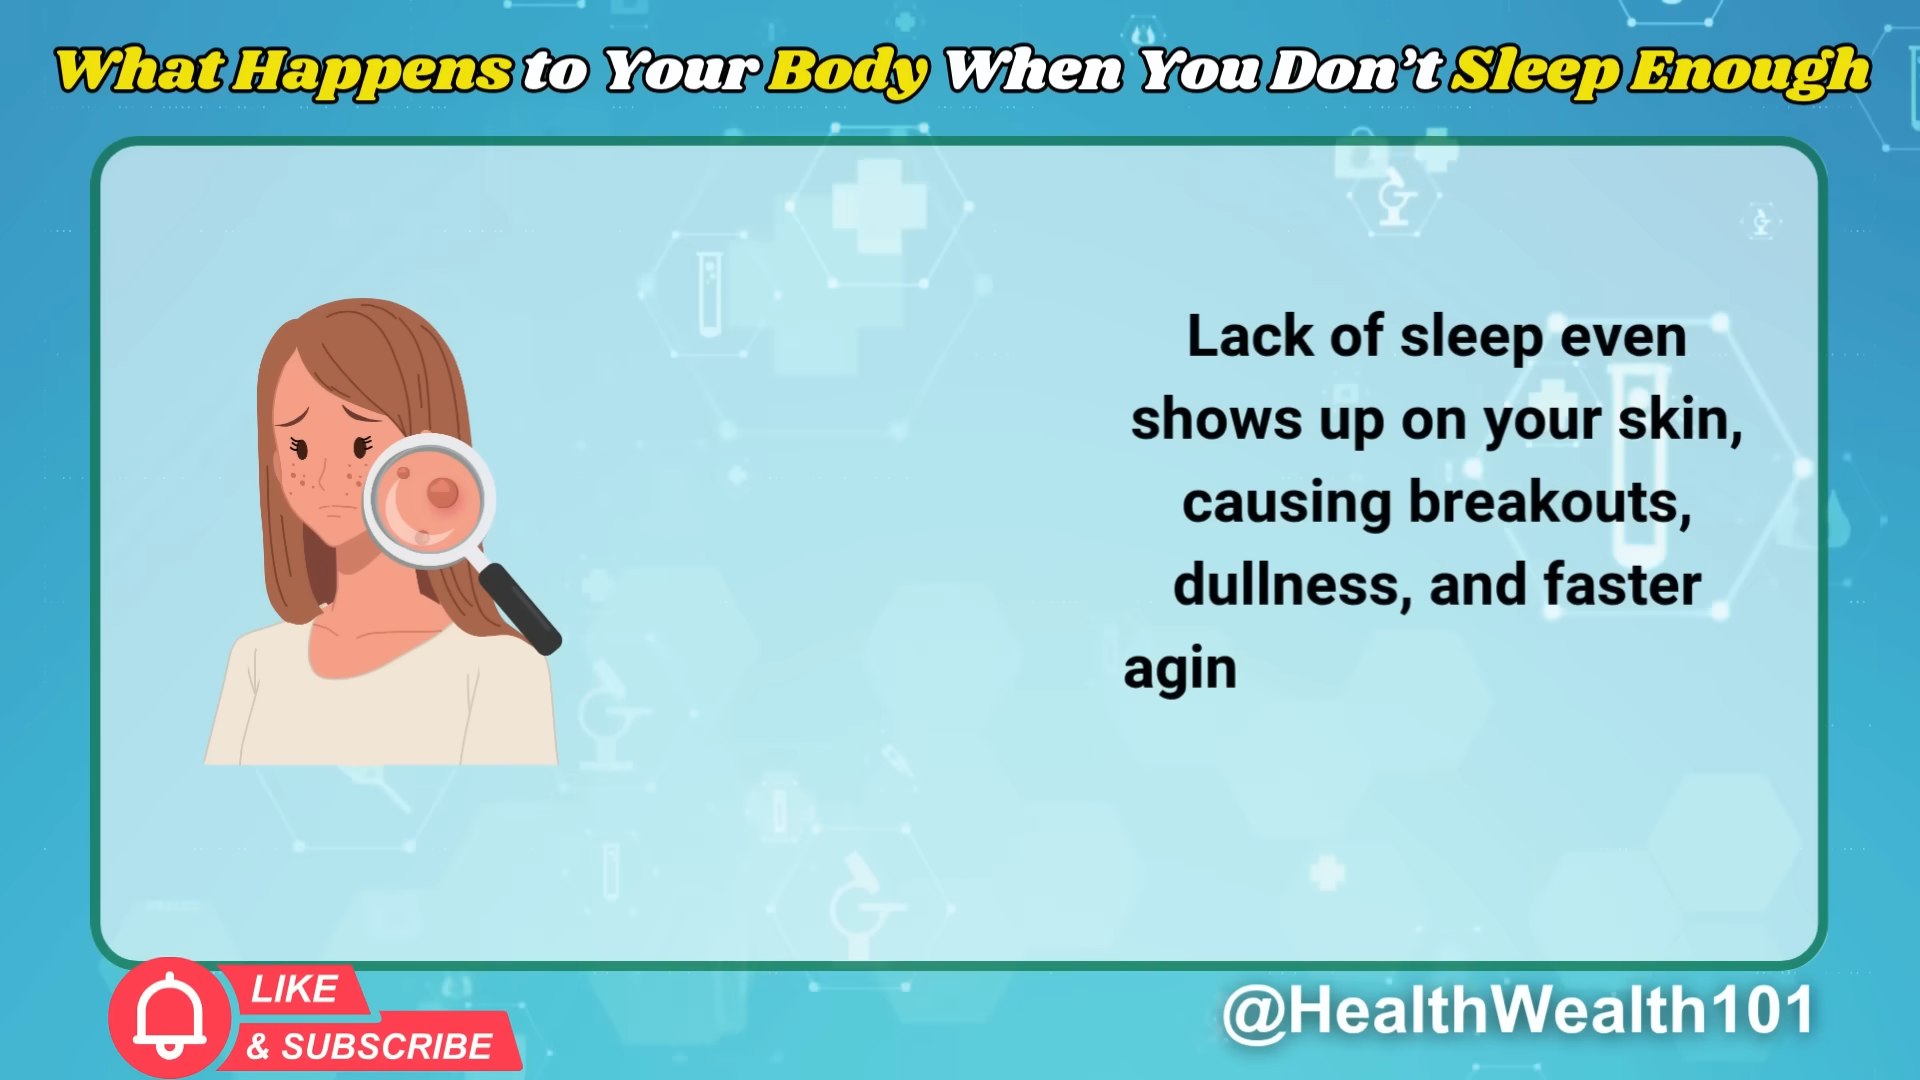 What Happens to Your Body When You Don't Sleep Enough
Lack of sleep even
shows up on your skin,
causing breakouts,
dullness, and faster
agin
LIKE
& SUBSCRIBE
@HealthWealth101